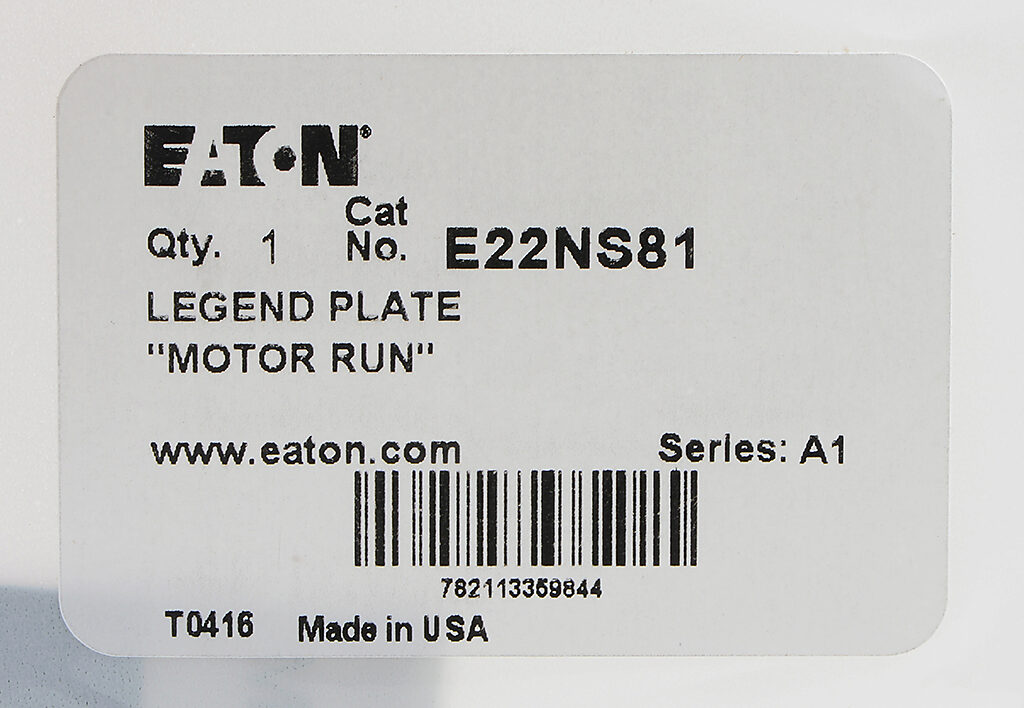 EATON®
Qty. 1 Cat No. E22NS81
LEGEND PLATE
"MOTOR RUN"
www.eaton.com Series: A1
782113359844
T0416 Made in USA